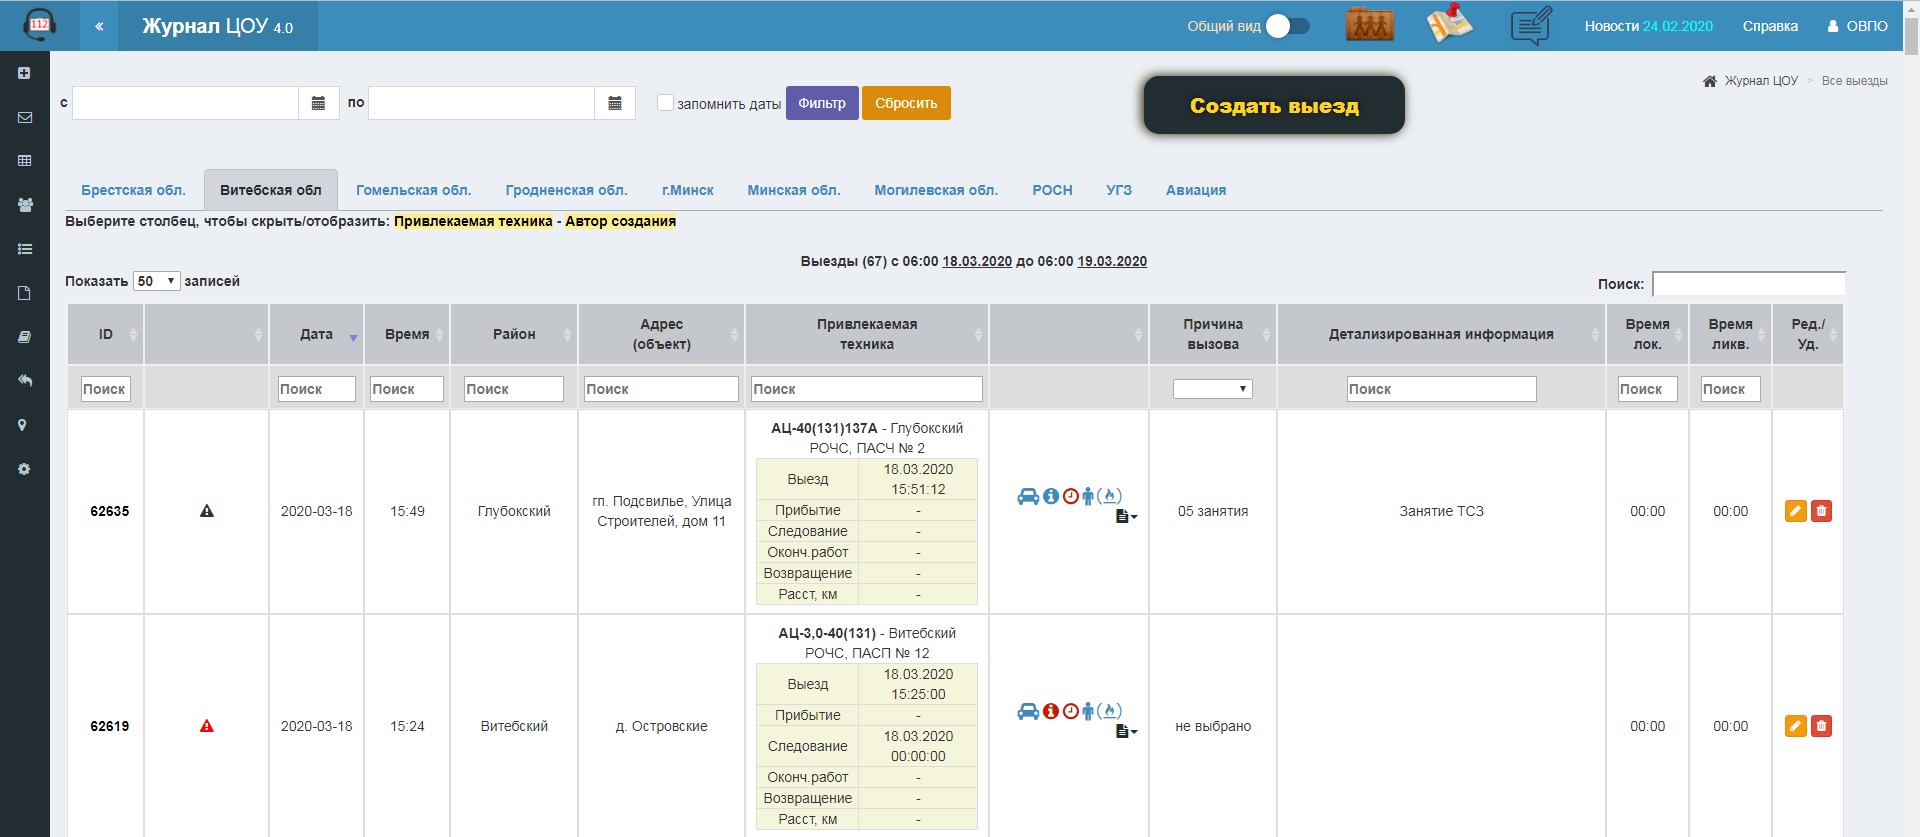 112
«
Журнал ЦОУ 4.0
Общий вид
Новости 24.02.2020
Справка
ОВПО
Журнал ЦОУ > Все выезды
с
по
запомнить даты
Фильтр
Сбросить
Создать выезд
Брестская обл.
Витебская обл
Гомельская обл.
Гродненская обл.
г.Минск
Минская обл.
Могилевская обл.
РОСН
УГЗ
Авиация
Выберите столбец, чтобы скрыть/отобразить: Привлекаемая техника - Автор создания
Выезды (67) с 06:00 18.03.2020 до 06:00 19.03.2020
Показать 50 записей
Поиск:
ID
Дата
Время
Район
Адрес
(объект)
Привлекаемая
техника
Причина
вызова
Детализированная информация
Время
лок.
Время
ликв.
Ред./
Уд.
Поиск
Поиск
Поиск
Поиск
Поиск
Поиск
Поиск
Поиск
Поиск
62635
2020-03-18
15:49
Глубокский
гп. Подсвилье, Улица
Строителей, дом 11
АЦ-40(131)137А - Глубокский
РОЧС, ПАСЧ № 2
Выезд
18.03.2020
15:51:12
Прибытие -
Следование -
Оконч.работ -
Возвращение -
Расст, км -
05 занятия
Занятие ТСЗ
00:00
00:00
62619
2020-03-18
15:24
Витебский
д. Островские
АЦ-3,0-40(131) - Витебский
РОЧС, ПАСП № 12
Выезд
18.03.2020
15:25:00
Прибытие -
Следование
18.03.2020
00:00:00
Оконч.работ -
Возвращение -
Расст, км -
не выбрано
00:00
00:00